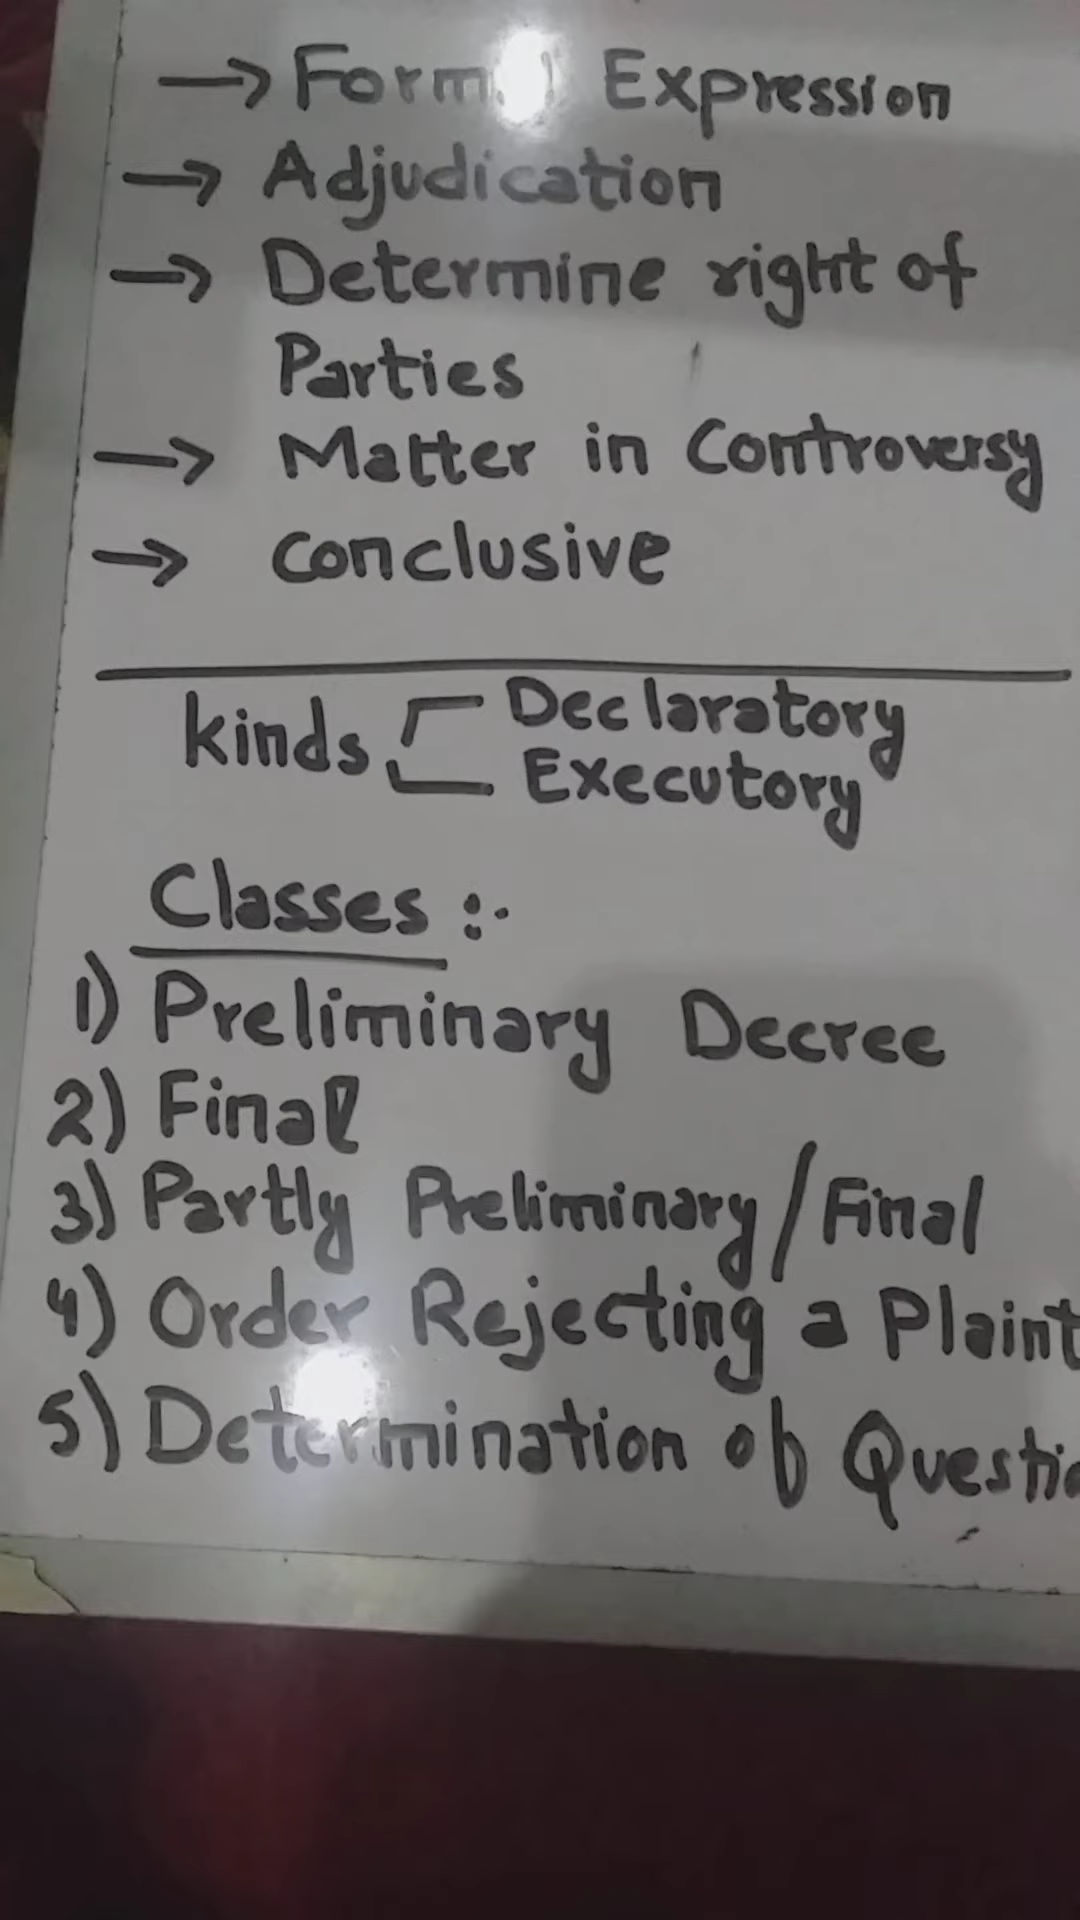 → Formal Expression
→ Adjudication
→ Determine right of
Parties
→ Matter in Controversy
→ Conclusive
kinds Declaratory
Executory
Classes :-
1) Preliminary Decree
2) Final
3) Partly Preliminary/Final
4) Order Rejecting a Plaint
5) Determination of